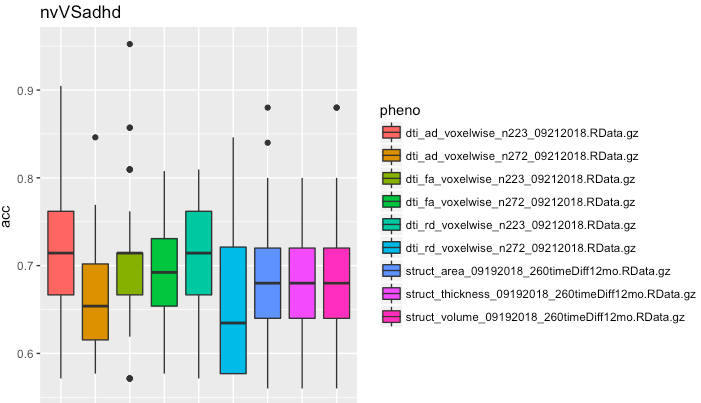 nvVSadhd
acc
0.9
0.8
0.7
0.6
pheno
dti_ad_voxelwise_n223_09212018.RData.gz
dti_ad_voxelwise_n272_09212018.RData.gz
dti_fa_voxelwise_n223_09212018.RData.gz
dti_fa_voxelwise_n272_09212018.RData.gz
dti_rd_voxelwise_n223_09212018.RData.gz
dti_rd_voxelwise_n272_09212018.RData.gz
struct_area_09192018_260timeDiff12mo.RData.gz
struct_thickness_09192018_260timeDiff12mo.RData.gz
struct_volume_09192018_260timeDiff12mo.RData.gz